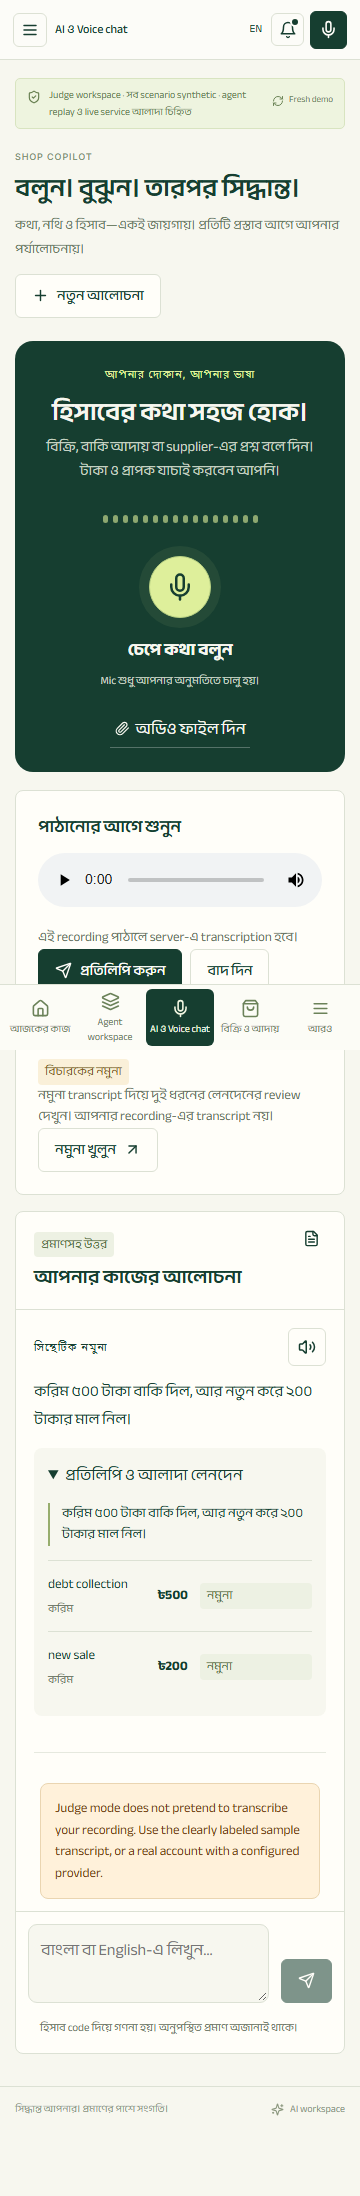 AI ও Voice chat
EN
Judge workspace · সব scenario synthetic · agent
replay ও live service আলাদা চিহ্নিত
Fresh demo
SHOP COPILOT
বলুন। বুঝুন। তারপর সিদ্ধান্ত।
কথা, নথি ও হিসাব—একই জায়গায়। প্রতিটি প্রস্তাব আগে আপনার
পর্যালোচনায়।
নতুন আলোচনা
আপনার দোকান, আপনার ভাষা
হিসাবের কথা সহজ হোক।
বিক্রি, বাকি আদায় বা supplier-এর প্রশ্ন বলে দিন।
টাকা ও প্রাপক যাচাই করবেন আপনি।
চেপে কথা বলুন
Mic শুধু আপনার অনুমতিতে চালু হয়।
অডিও ফাইল দিন
পাঠানোর আগে শুনুন
0:00
এই recording পাঠালে server-এ transcription হবে।
প্রতিলিপি করুন
বাদ দিন
আজকের কাজ
Agent
workspace
AI ও Voice chat
বিক্রি ও আদায়
আরও
বিচারকের নমুনা
নমুনা transcript দিয়ে দুই ধরনের লেনদেনের review
দেখুন। আপনার recording-এর transcript নয়।
নমুনা খুলুন
প্রমাণসহ উত্তর
আপনার কাজের আলোচনা
সিন্থেটিক নমুনা
করিম ৫০০ টাকা বাকি দিল, আর নতুন করে ২০০
টাকার মাল নিল।
প্রতিলিপি ও আলাদা লেনদেন
করিম ৫০০ টাকা বাকি দিল, আর নতুন করে ২০০
টাকার মাল নিল।
debt collection
করিম
৳500
নমুনা
new sale
করিম
৳200
নমুনা
Judge mode does not pretend to transcribe
your recording. Use the clearly labeled sample
transcript, or a real account with a configured
provider.
বাংলা বা English-এ লিখুন…
হিসাব code দিয়ে গণনা হয়। অনুপস্থিত প্রমাণ অজানাই থাকে।
সিদ্ধান্ত আপনার। প্রমাণের পাশে সংগতি।
AI workspace